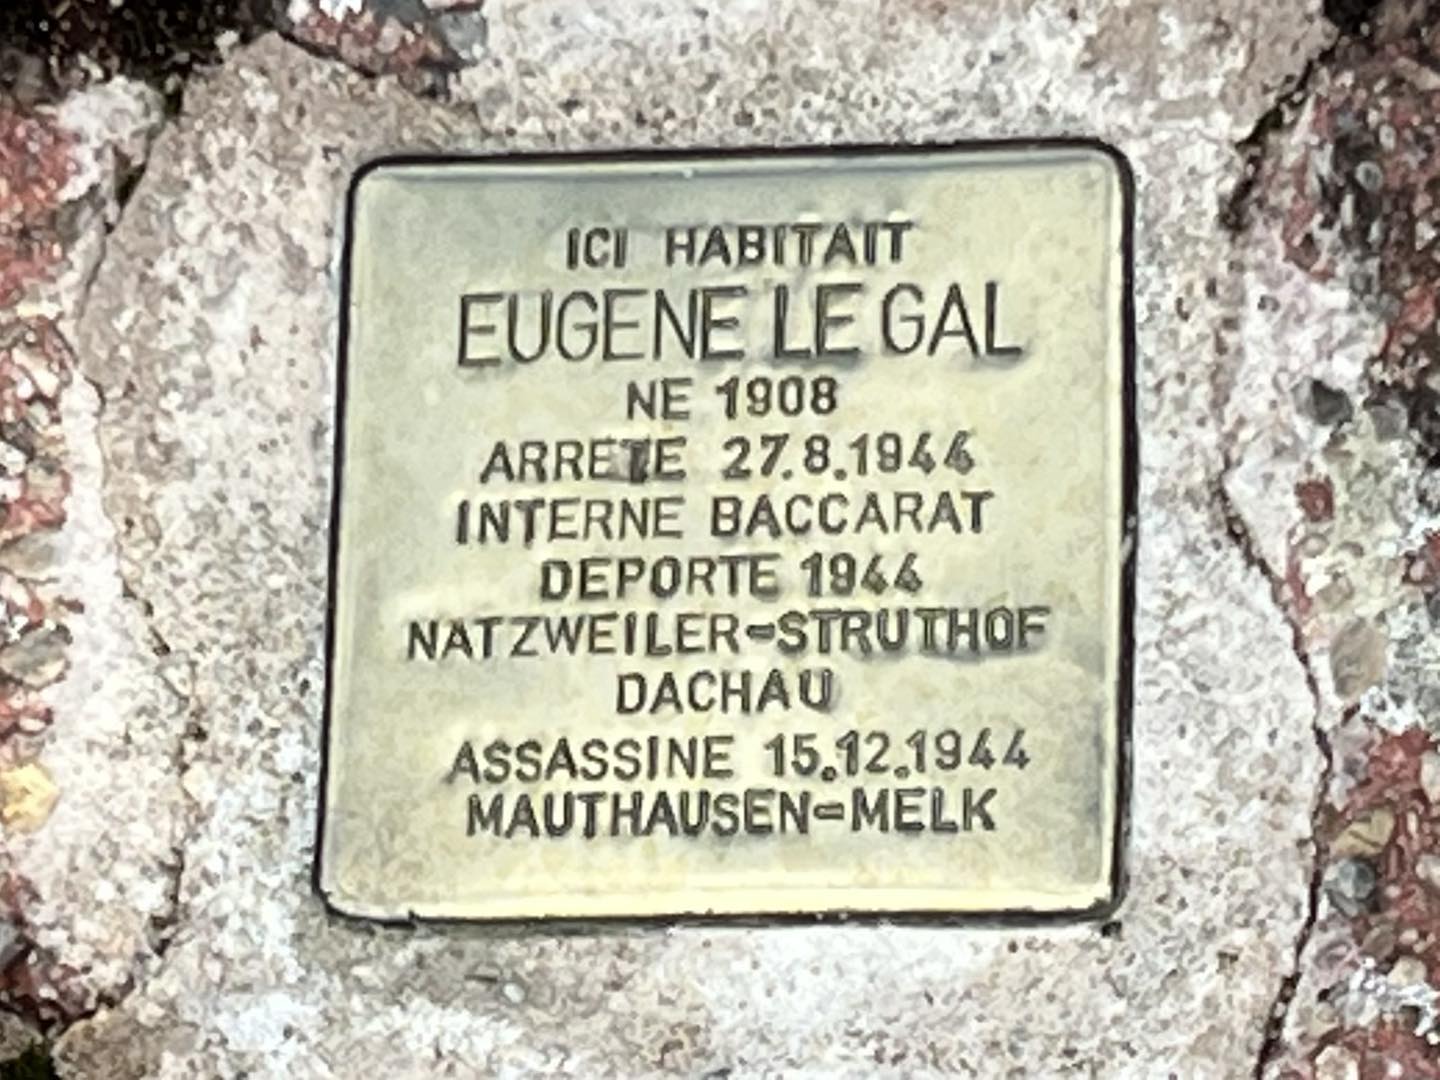 ICI HABITAIT
EUGENE LE GAL
NE 1908
ARRETE 27.8.1944
INTERNE BACCARAT
DEPORTE 1944
NATZWEILER-STRUTHOF
DACHAU
ASSASSINE 15.12.1944
MAUTHAUSEN-MELK